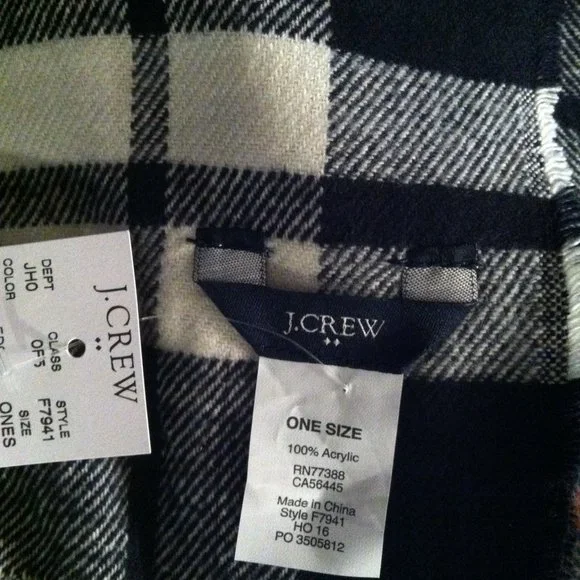 J.CREW
DEPT CLASS STYLE
JHO OF5 F7941
COLOR SIZE
ONES
J.CREW
ONE SIZE
100% Acrylic
RN77388
CA56445
Made in China
Style F7941
HO 16
PO 3505812